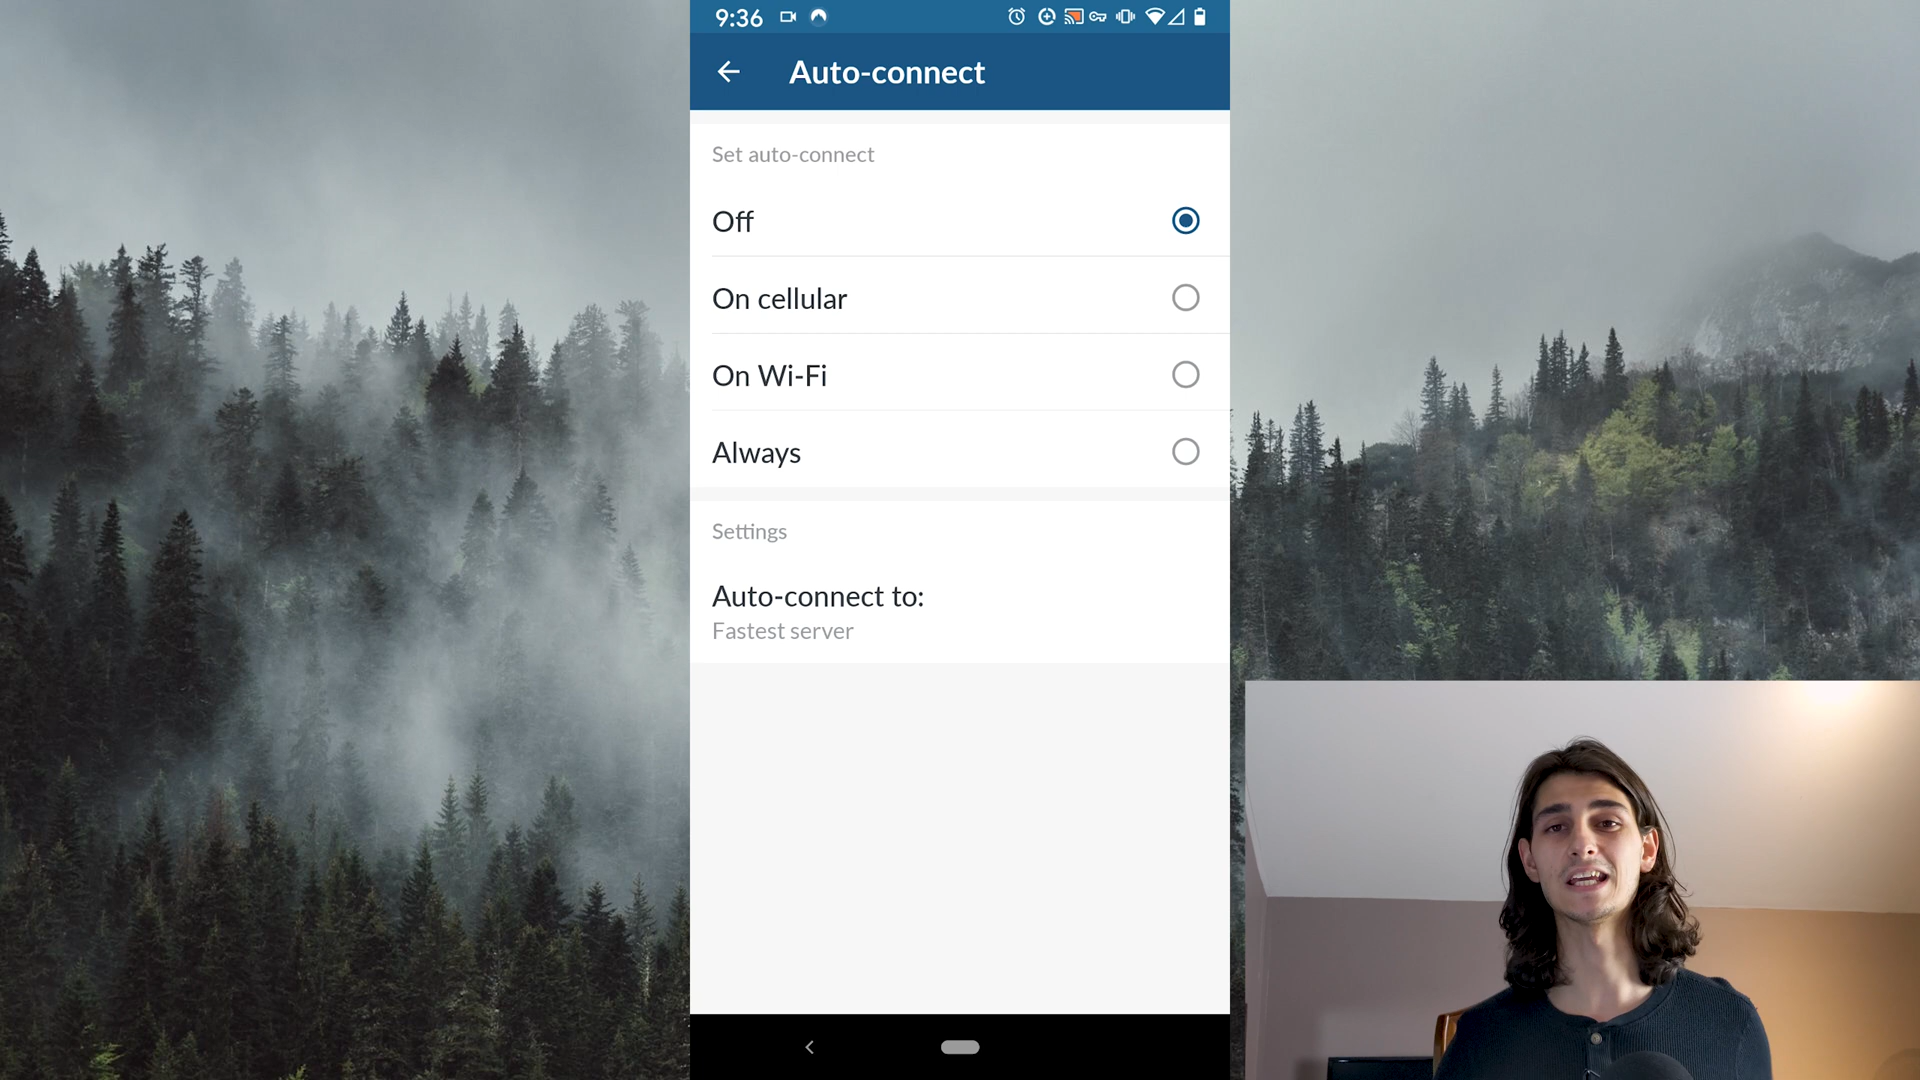 9:36
Auto-connect
Set auto-connect
Off
On cellular
On Wi-Fi
Always
Settings
Auto-connect to:
Fastest server